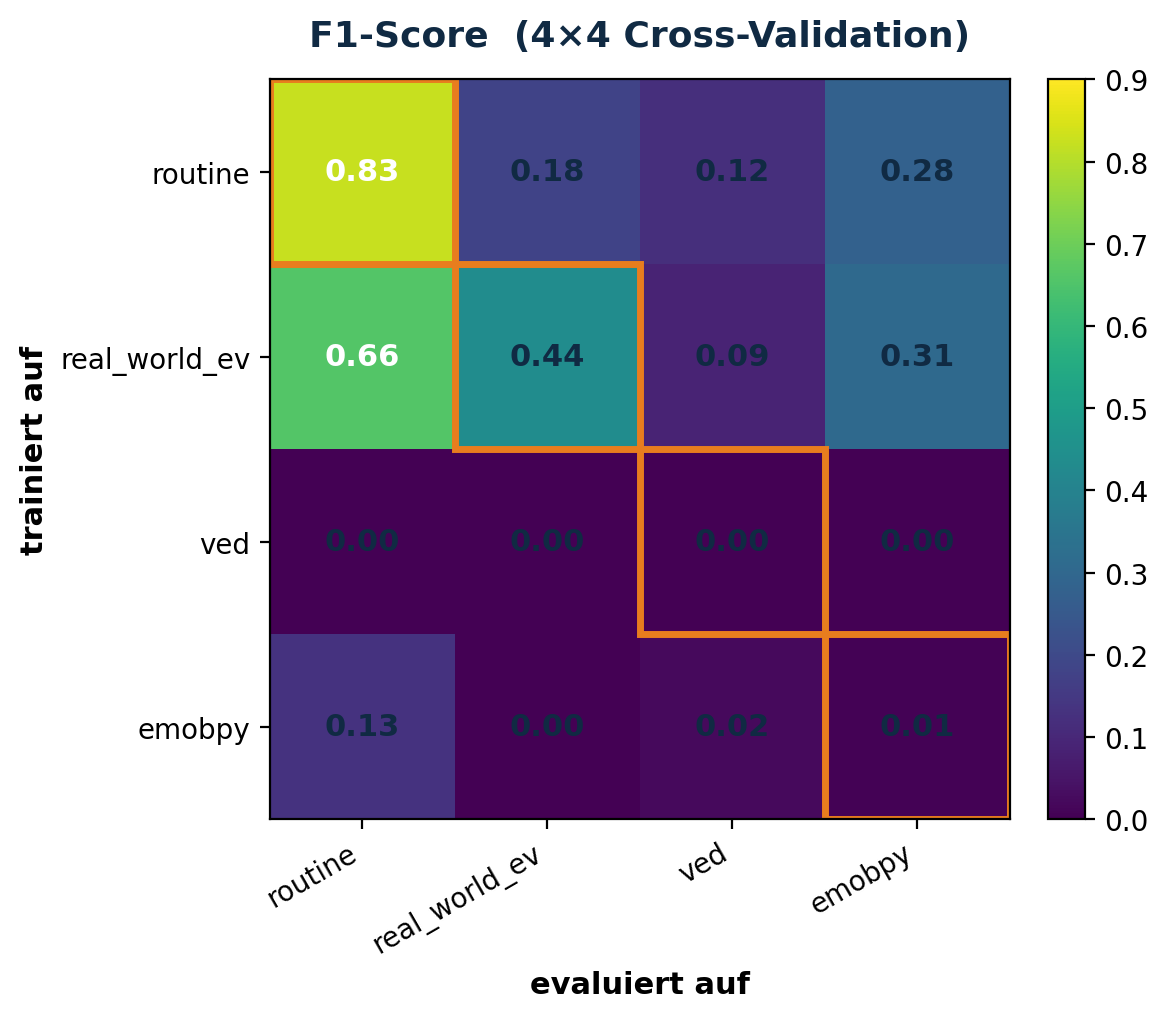 F1-Score (4×4 Cross-Validation)
routine 0.83 0.18 0.12 0.28
real_world_ev 0.66 0.44 0.09 0.31
ved 0.00 0.00 0.00 0.00
emobpy 0.13 0.00 0.02 0.01
trainiert auf
routine real_world_ev ved emobpy
evaluiert auf
0.9
0.8
0.7
0.6
0.5
0.4
0.3
0.2
0.1
0.0